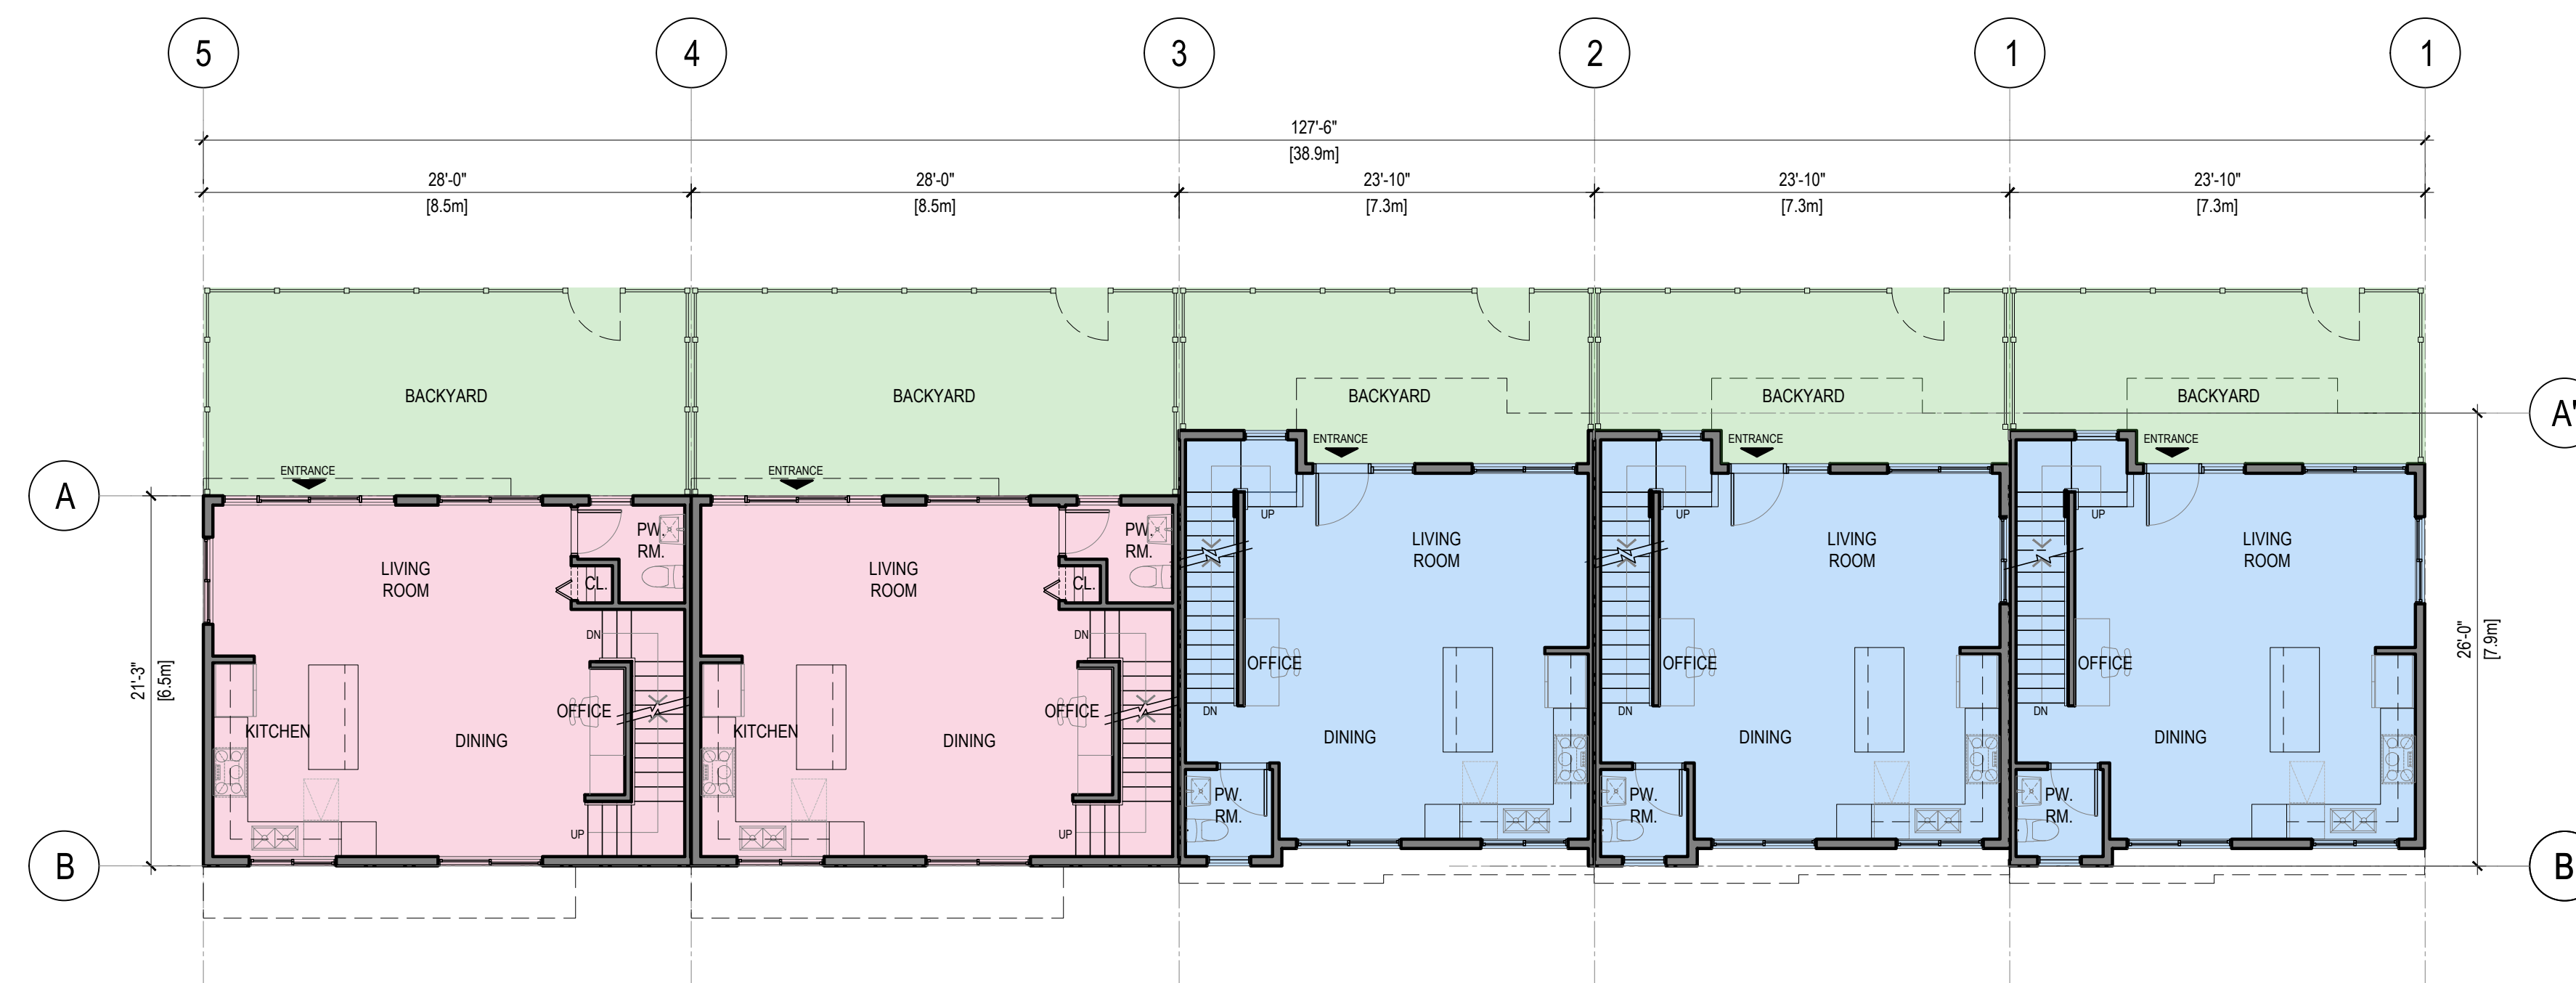 5
4
3
2
1
1
127'-6"
[38.9m]
28'-0"
28'-0"
23'-10"
23'-10"
23'-10"
[8.5m]
[8.5m]
[7.3m]
[7.3m]
[7.3m]
BACKYARD
BACKYARD
BACKYARD
BACKYARD
BACKYARD
A'
ENTRANCE
ENTRANCE
ENTRANCE
ENTRANCE
ENTRANCE
A
UP
UP
UP
PW.
RM.
PW.
RM.
LIVING
ROOM
LIVING
ROOM
LIVING
ROOM
LIVING
ROOM
LIVING
ROOM
CL.
CL.
DN
DN
21'-3"
[6.5m]
26'-0"
[7.9m]
OFFICE
OFFICE
OFFICE
OFFICE
OFFICE
DN
DN
DN
KITCHEN
DINING
KITCHEN
DINING
DINING
DINING
DINING
PW.
RM.
PW.
RM.
PW.
RM.
UP
UP
B
B